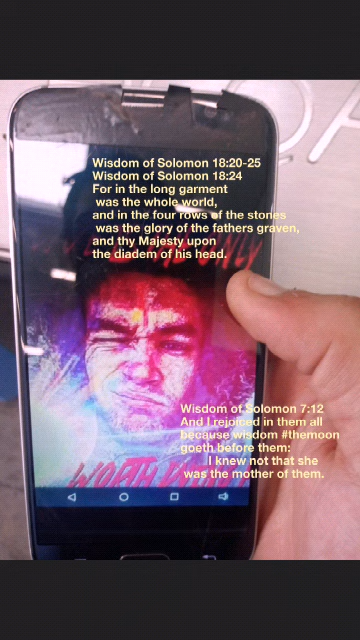 Wisdom of Solomon 18:20-25
Wisdom of Solomon 18:24
For in the long garment
was the whole world,
and in the four rows of the stones
was the glory of the fathers graven,
and thy Majesty upon
the diadem of his head.
ONLY
Wisdom of Solomon 7:12
And I rejoiced in them all
because wisdom #themoon
goeth before them:
I knew not that she
was the mother of them.
WORTH